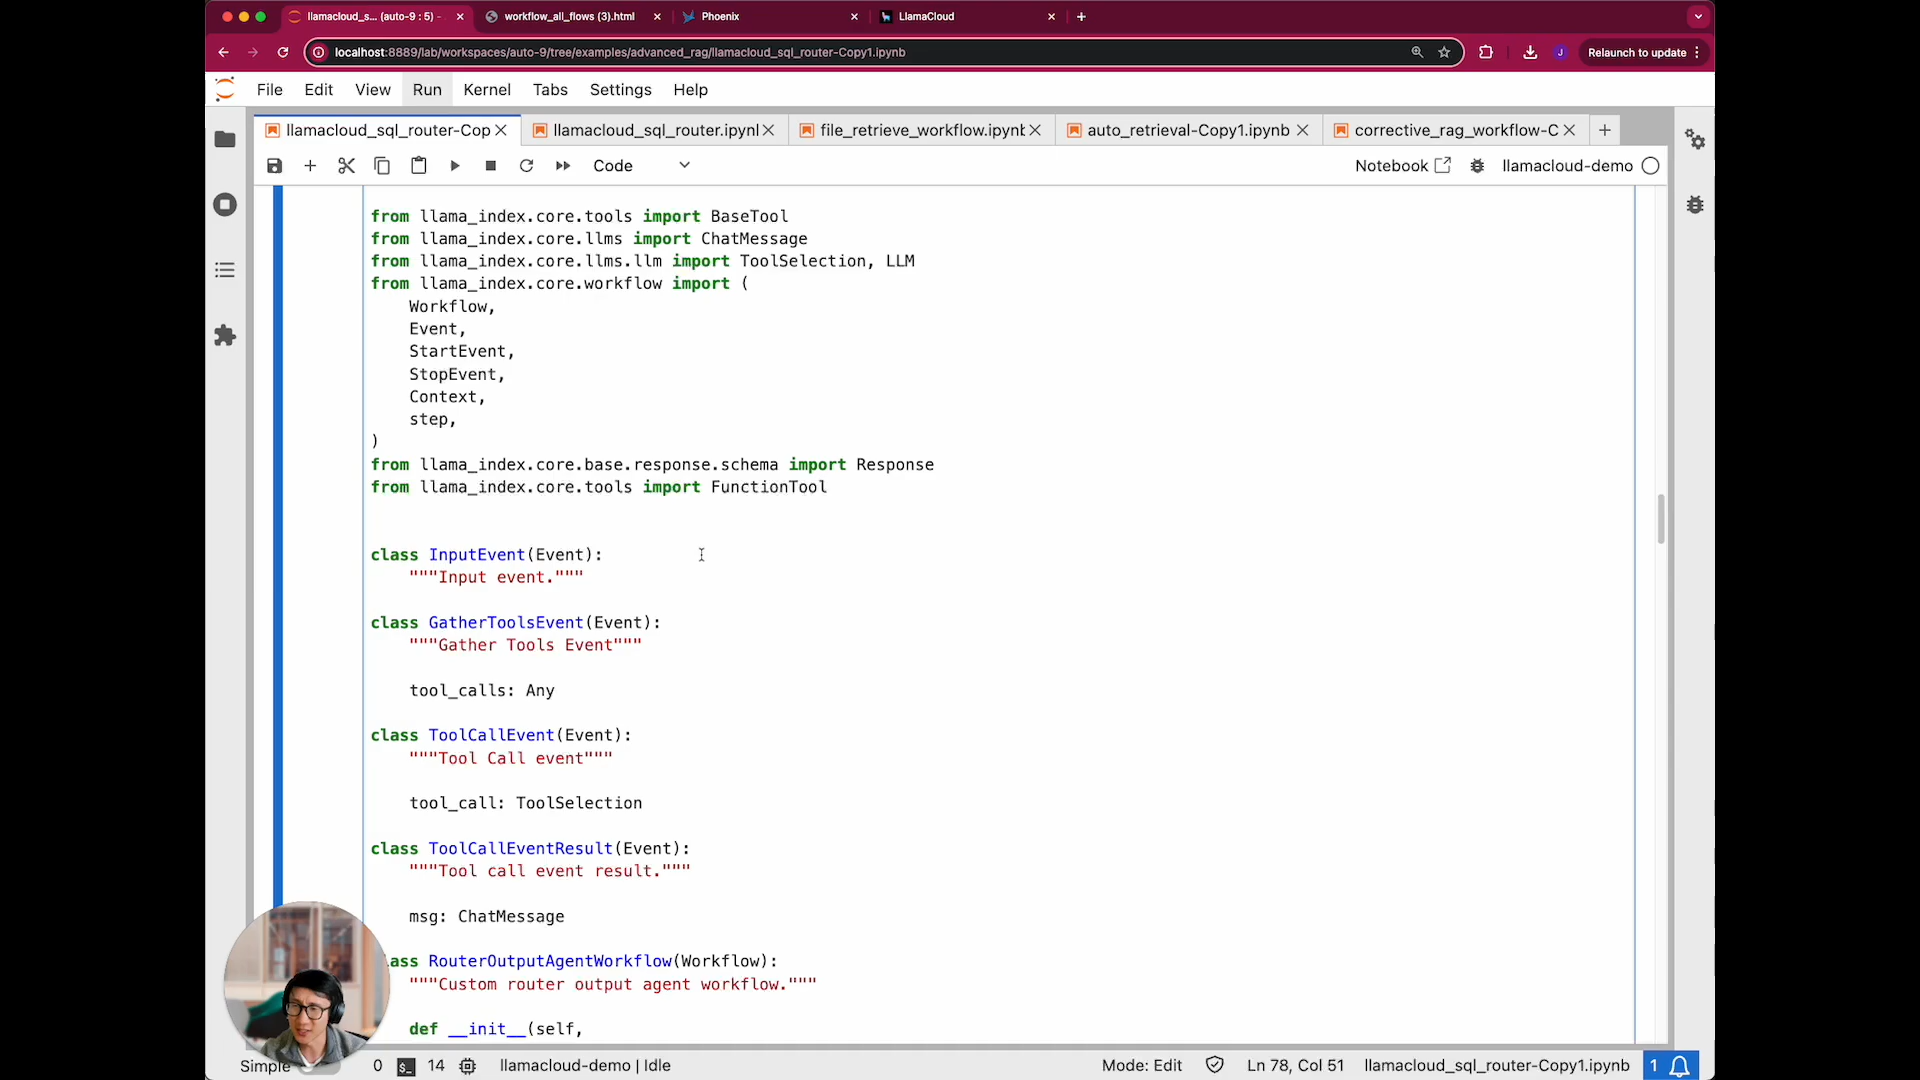 llamacloud_s... (auto-9 : 5) -
workflow_all_flows (3).html
Phoenix
LlamaCloud
localhost:8889/lab/workspaces/auto-9/tree/examples/advanced_rag/llamacloud_sql_router-Copy1.ipynb
J
Relaunch to update
File Edit View Run Kernel Tabs Settings Help
llamacloud_sql_router-Cop
llamacloud_sql_router.ipynl
file_retrieve_workflow.ipynt
auto_retrieval-Copy1.ipynb
corrective_rag_workflow-C
Code
Notebook
llamacloud-demo
from llama_index.core.tools import BaseTool
from llama_index.core.llms import ChatMessage
from llama_index.core.llms.llm import ToolSelection, LLM
from llama_index.core.workflow import (
Workflow,
Event,
StartEvent,
StopEvent,
Context,
step,
)
from llama_index.core.base.response.schema import Response
from llama_index.core.tools import FunctionTool
class InputEvent(Event):
"""Input event."""
class GatherToolsEvent(Event):
"""Gather Tools Event"""
tool_calls: Any
class ToolCallEvent(Event):
"""Tool Call event"""
tool_call: ToolSelection
class ToolCallEventResult(Event):
"""Tool call event result."""
msg: ChatMessage
lass RouterOutputAgentWorkflow(Workflow):
"""Custom router output agent workflow."""
def __init__(self,
Simple
0
$_
14
llamacloud-demo | Idle
Mode: Edit
Ln 78, Col 51
llamacloud_sql_router-Copy1.ipynb
1